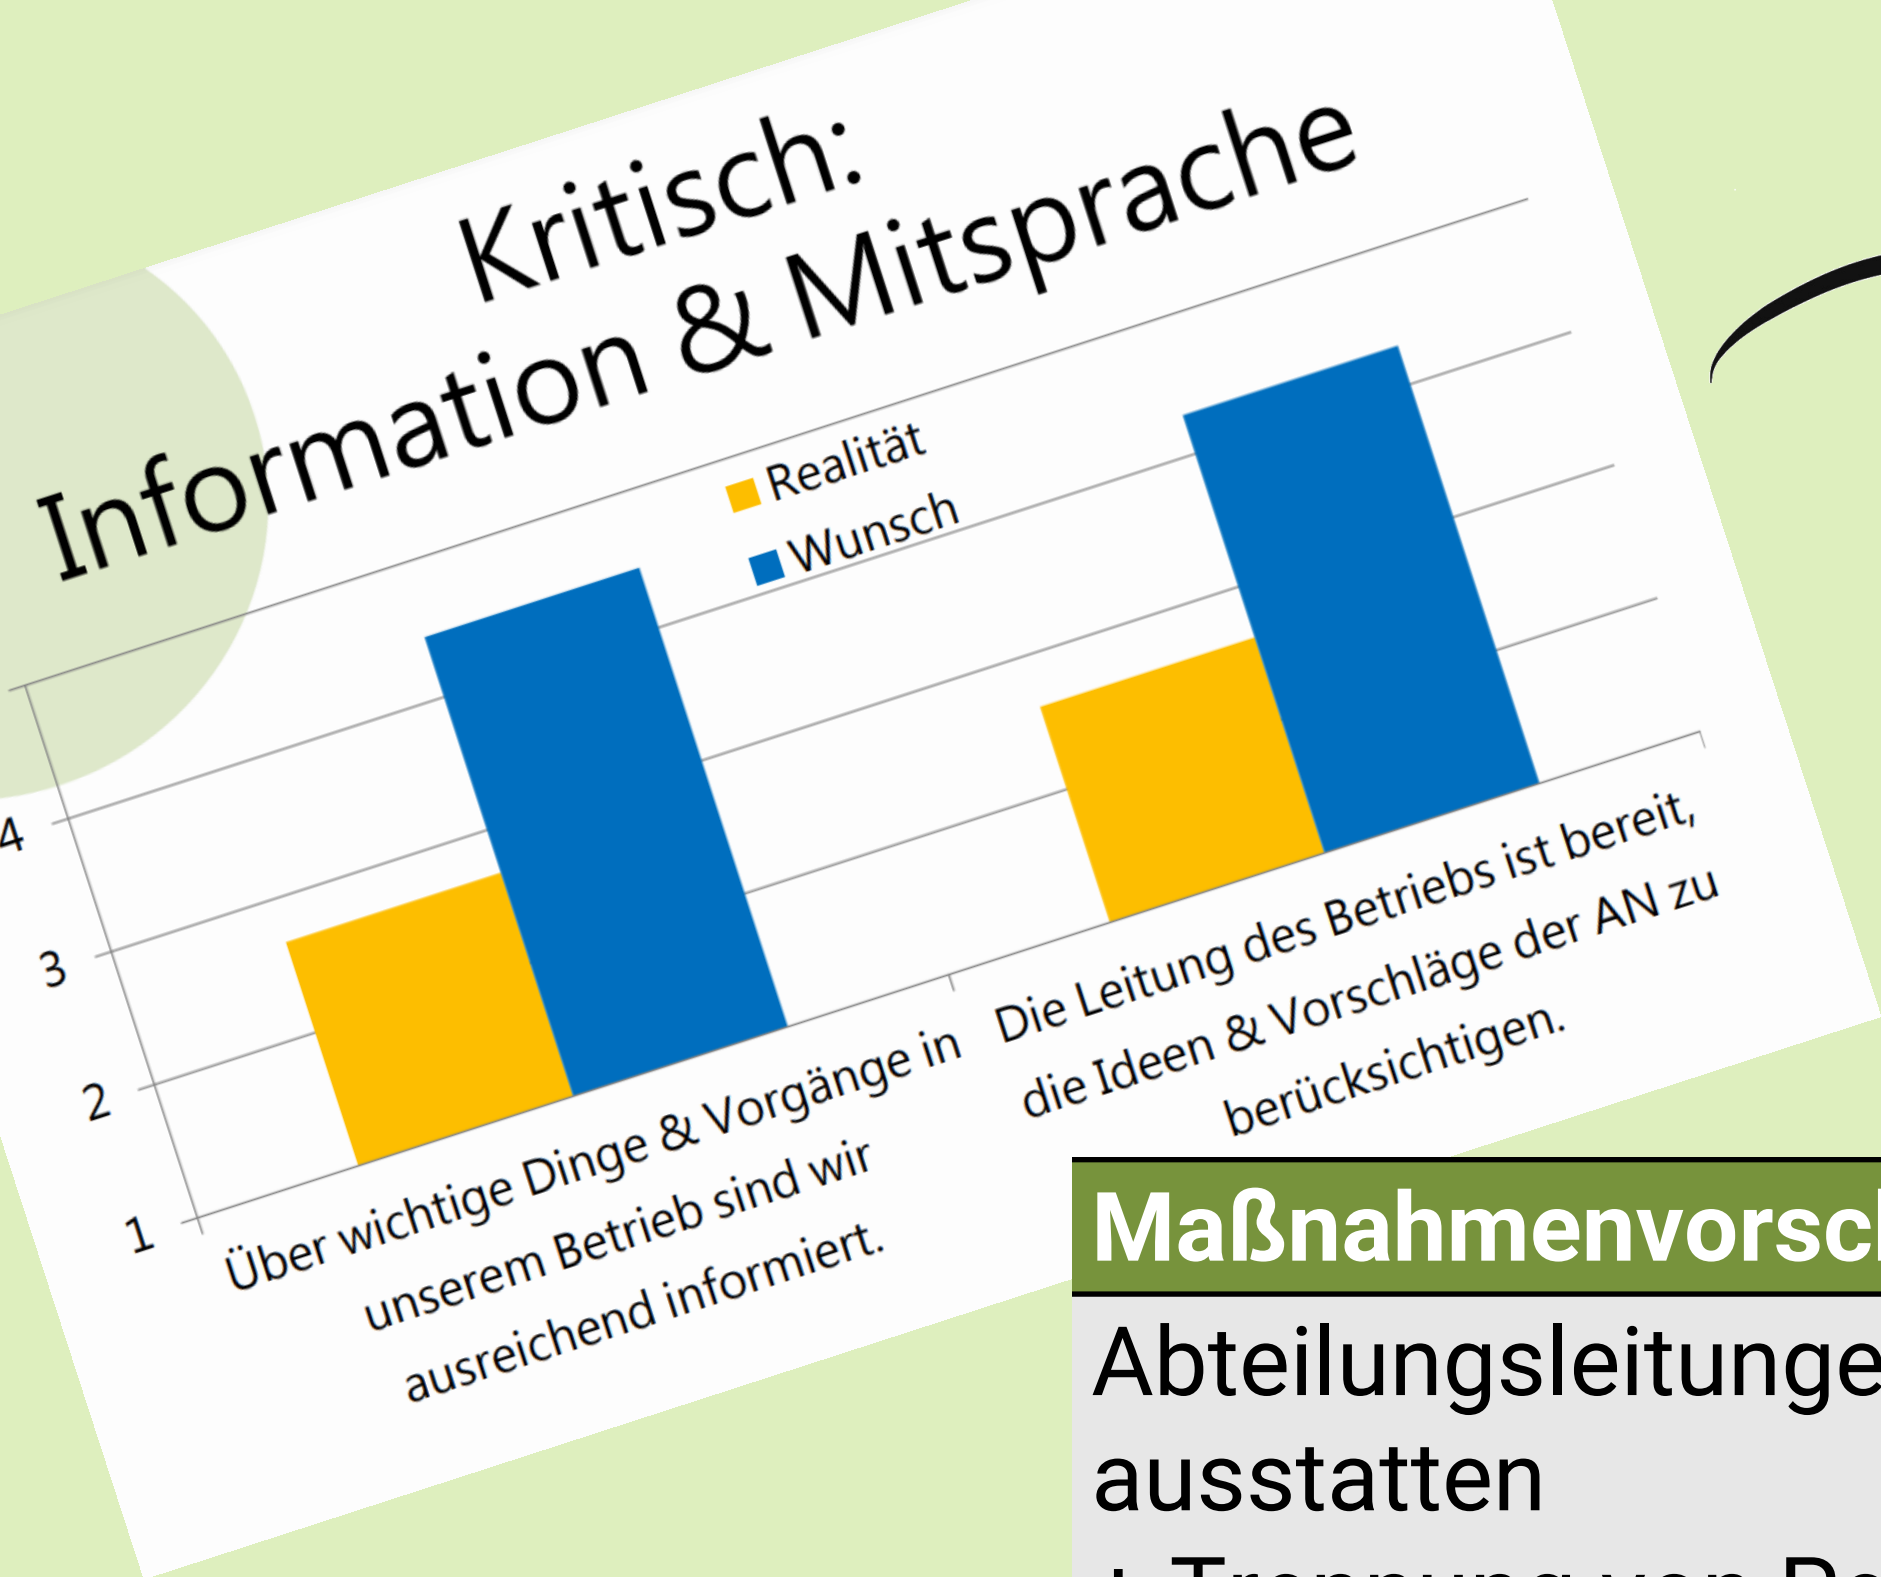 Kritisch:
Information & Mitsprache
Realität
Wunsch
4
3
2
1
Über wichtige Dinge & Vorgänge in
unserem Betrieb sind wir
ausreichend informiert.
Die Leitung des Betriebs ist bereit,
die Ideen & Vorschläge der AN zu
berücksichtigen.
Maßnahmenvorsch
Abteilungsleitunge
ausstatten